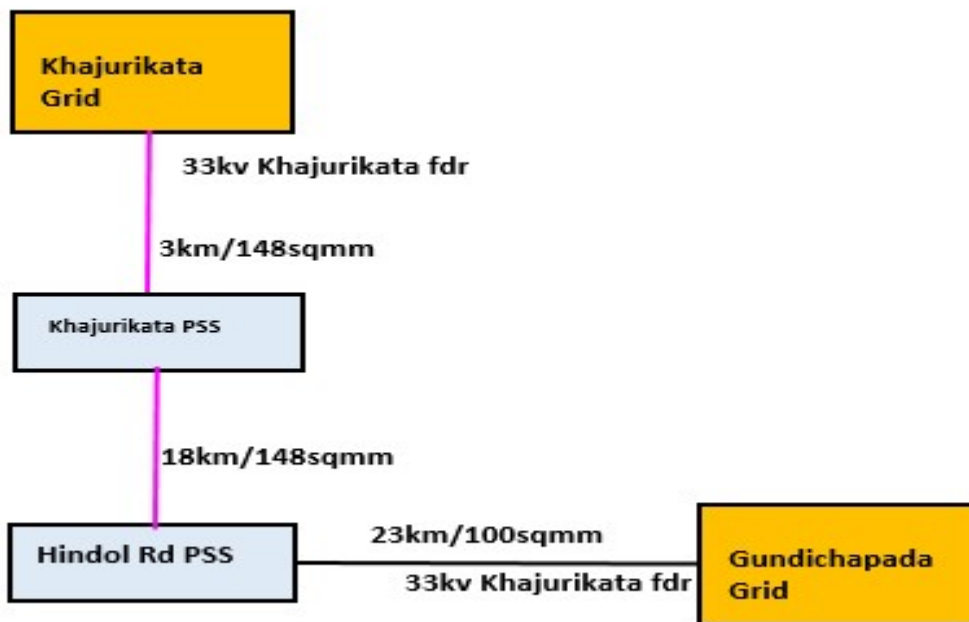 Khajurikata
Grid
33kv Khajurikata fdr
3km/148sqmm
Khajurikata PSS
18km/148sqmm
Hindol Rd PSS
23km/100sqmm
33kv Khajurikata fdr
Gundichapada
Grid